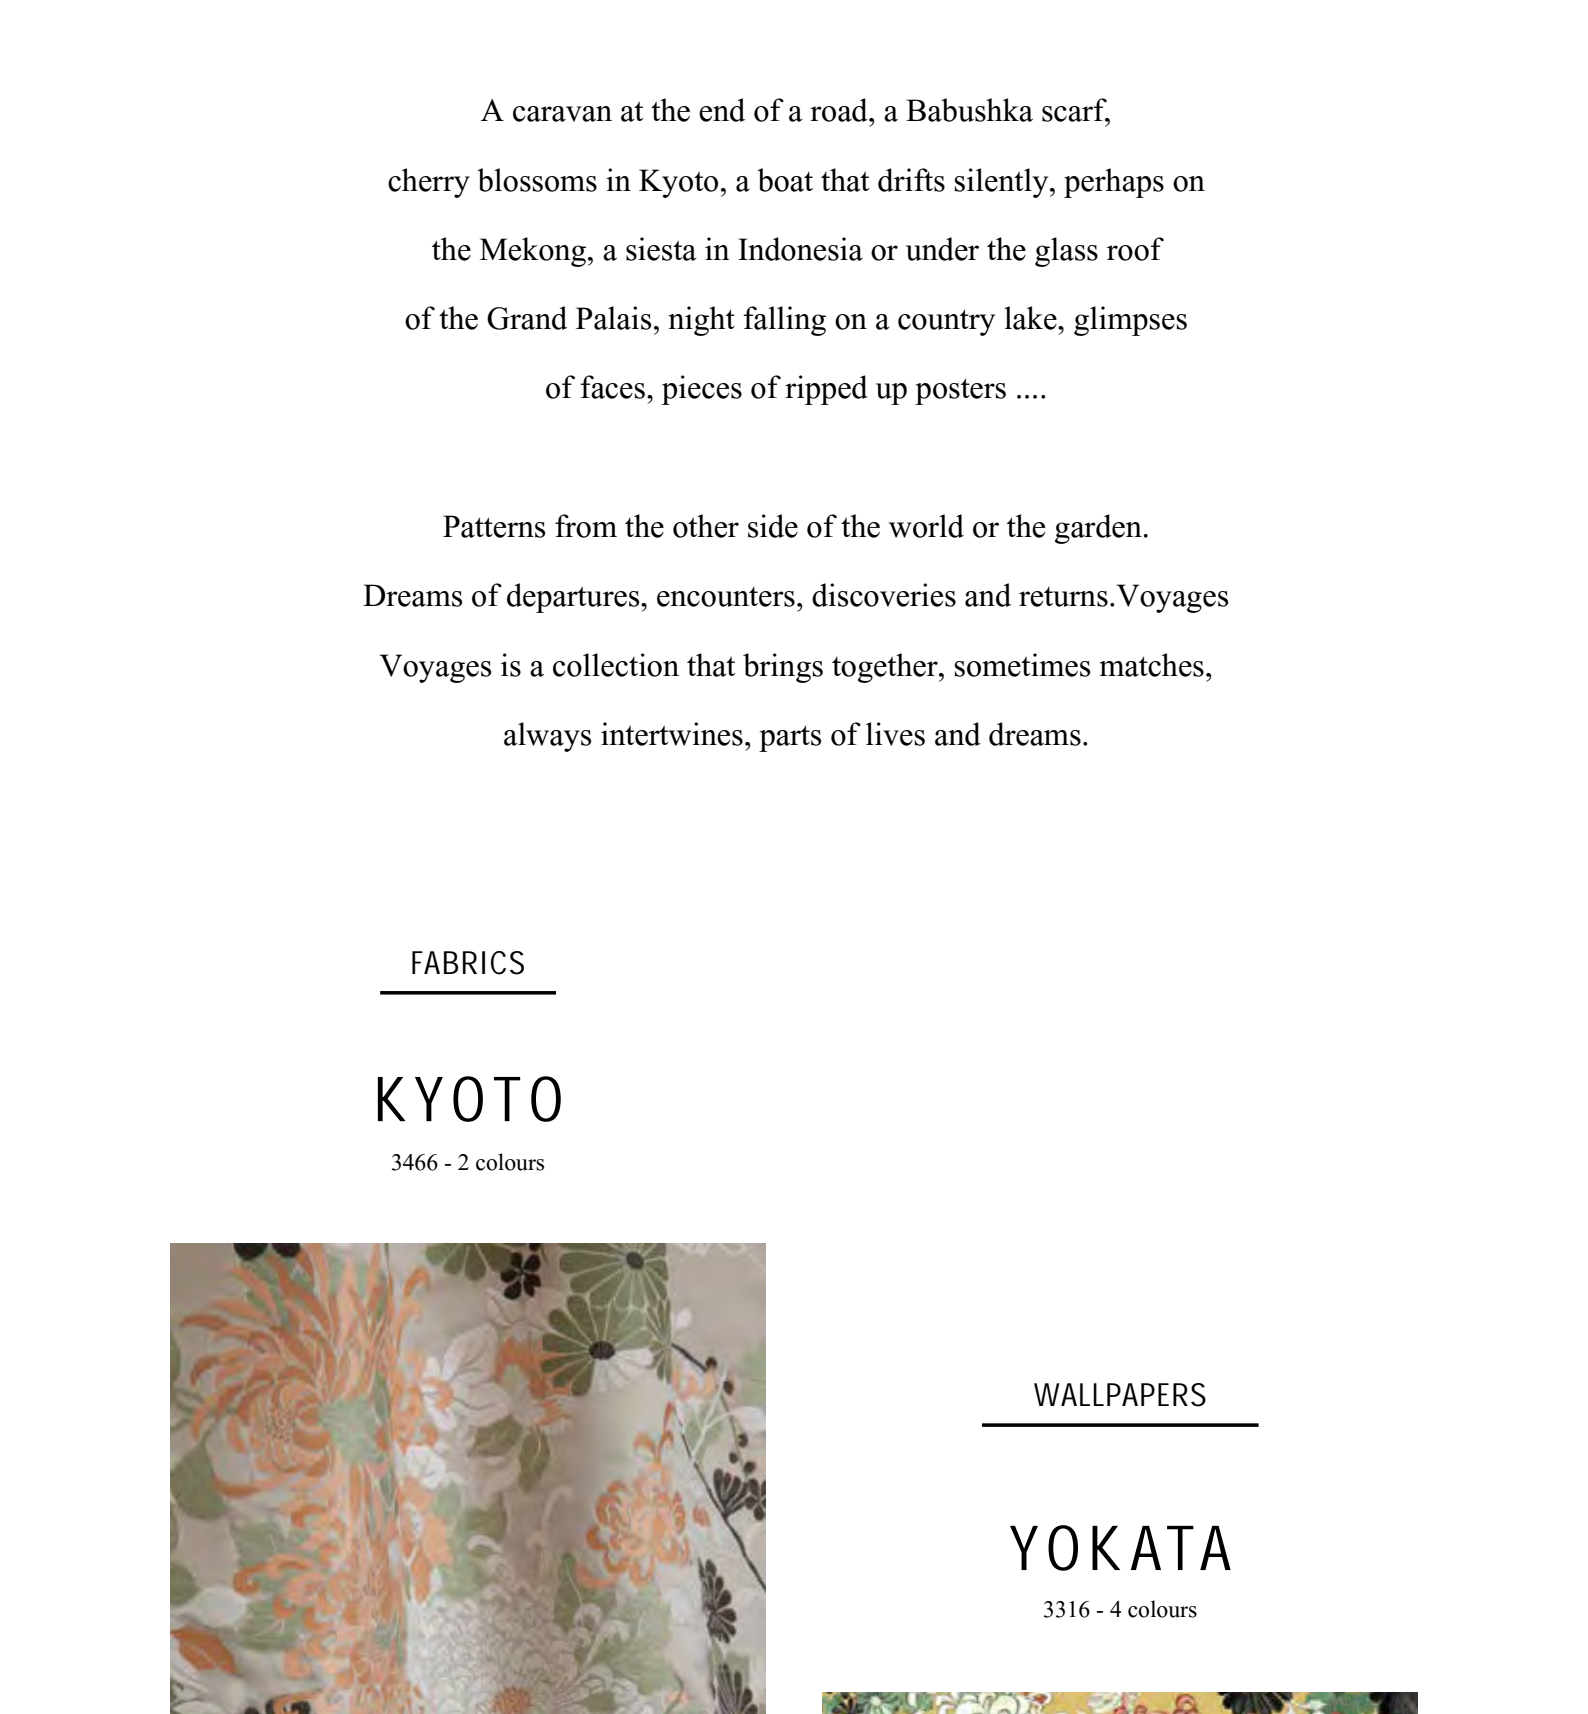 A caravan at the end of a road, a Babushka scarf,
cherry blossoms in Kyoto, a boat that drifts silently, perhaps on
the Mekong, a siesta in Indonesia or under the glass roof
of the Grand Palais, night falling on a country lake, glimpses
of faces, pieces of ripped up posters ....
Patterns from the other side of the world or the garden.
Dreams of departures, encounters, discoveries and returns.Voyages
Voyages is a collection that brings together, sometimes matches,
always intertwines, parts of lives and dreams.
FABRICS
KYOTO
3466 - 2 colours
WALLPAPERS
YOKATA
3316 - 4 colours